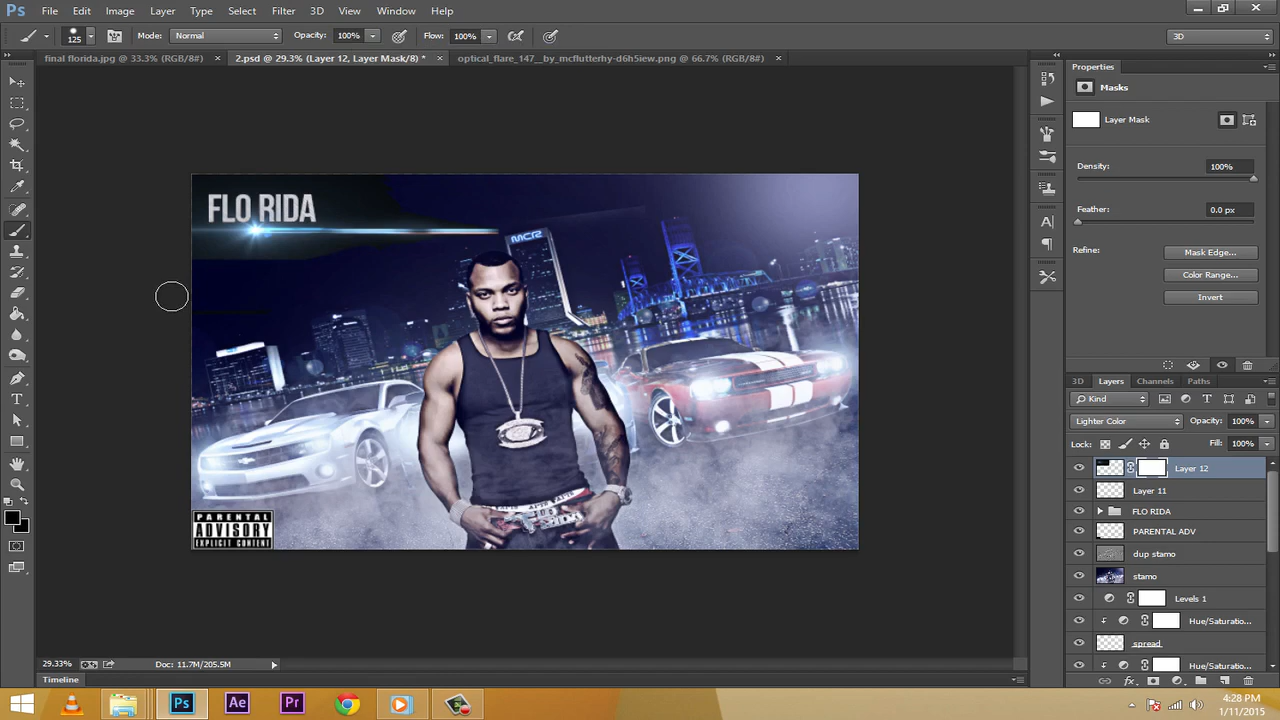 Ps File Edit Image Layer Type Select Filter 3D View Window Help
125 Mode: Normal Opacity: 100% Flow: 100% 3D
final florida.jpg @ 33.3% (RGB/8#) × 2.psd @ 29.3% (Layer 12, Layer Mask/8) * × optical_flare_147__by_mcflutterhy-d6h5iew.png @ 66.7% (RGB/8#) ×
Properties
Masks
Layer Mask
Density: 100%
Feather: 0.0 px
Refine: Mask Edge...
Color Range...
Invert
FLO RIDA
MCR
PARENTAL
ADVISORY
EXPLICIT CONTENT
3D Layers Channels Paths
Kind
Lighter Color Opacity: 100%
Lock: Fill: 100%
Layer 12
Layer 11
FLO RIDA
PARENTAL ADV
dup stamo
stamo
Levels 1
Hue/Saturatio...
spread
Hue/Saturatio...
29.33% Doc: 11.7M/205.5M
Timeline
Ps Ae Pr
4:28 PM
1/11/2015